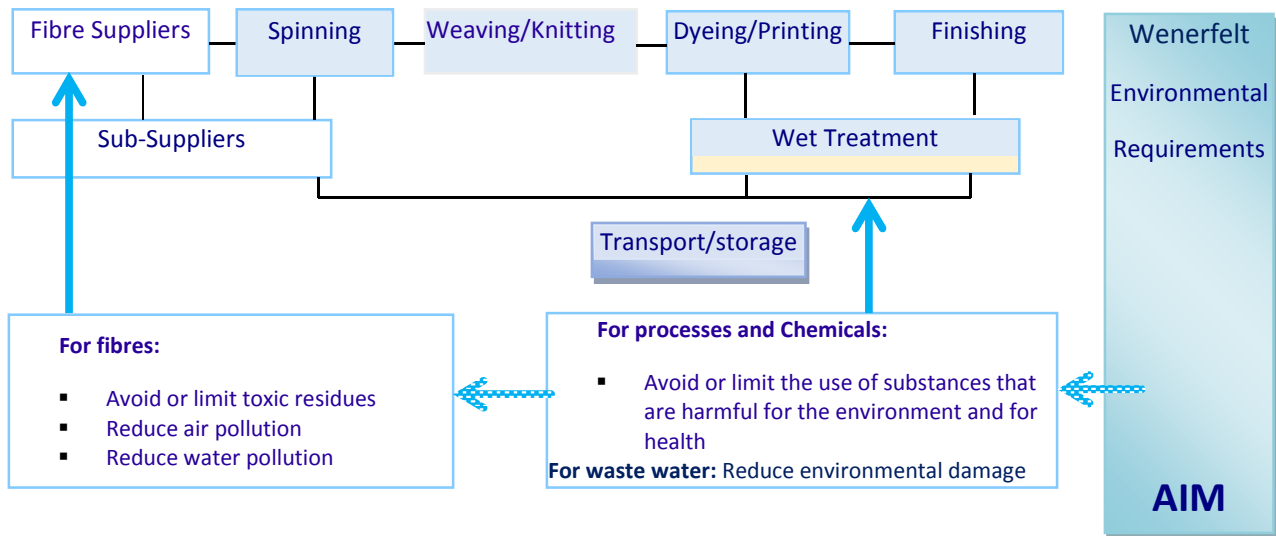 Fibre Suppliers
Spinning
Weaving/Knitting
Dyeing/Printing
Finishing
Sub-Suppliers
Wet Treatment
Transport/storage
For fibres:
▪ Avoid or limit toxic residues
▪ Reduce air pollution
▪ Reduce water pollution
For processes and Chemicals:
▪ Avoid or limit the use of substances that
are harmful for the environment and for
health
For waste water: Reduce environmental damage
Wenerfelt
Environmental
Requirements
AIM